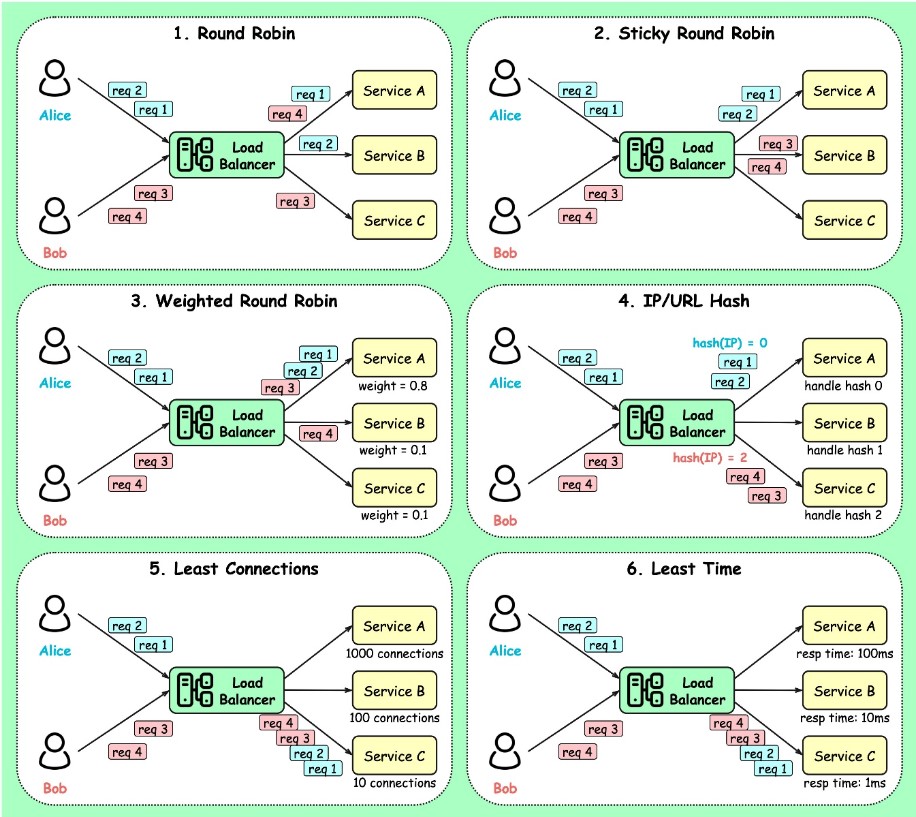 1. Round Robin
req 2
req 1
Alice
req 3
req 4
Bob
Load
Balancer
req 1
req 4
req 2
req 3
Service A
Service B
Service C
2. Sticky Round Robin
req 2
req 1
Alice
req 3
req 4
Bob
Load
Balancer
req 1
req 2
req 3
req 4
Service A
Service B
Service C
3. Weighted Round Robin
req 2
req 1
Alice
req 3
req 4
Bob
Load
Balancer
req 1
req 2
req 3
req 4
Service A
weight = 0.8
Service B
weight = 0.1
Service C
weight = 0.1
4. IP/URL Hash
req 2
req 1
Alice
req 3
req 4
Bob
Load
Balancer
hash(IP) = 0
req 1
req 2
hash(IP) = 2
req 4
req 3
Service A
handle hash 0
Service B
handle hash 1
Service C
handle hash 2
5. Least Connections
req 2
req 1
Alice
req 3
req 4
Bob
Load
Balancer
req 4
req 3
req 2
req 1
Service A
1000 connections
Service B
100 connections
Service C
10 connections
6. Least Time
req 2
req 1
Alice
req 3
req 4
Bob
Load
Balancer
req 4
req 3
req 2
req 1
Service A
resp time: 100ms
Service B
resp time: 10ms
Service C
resp time: 1ms